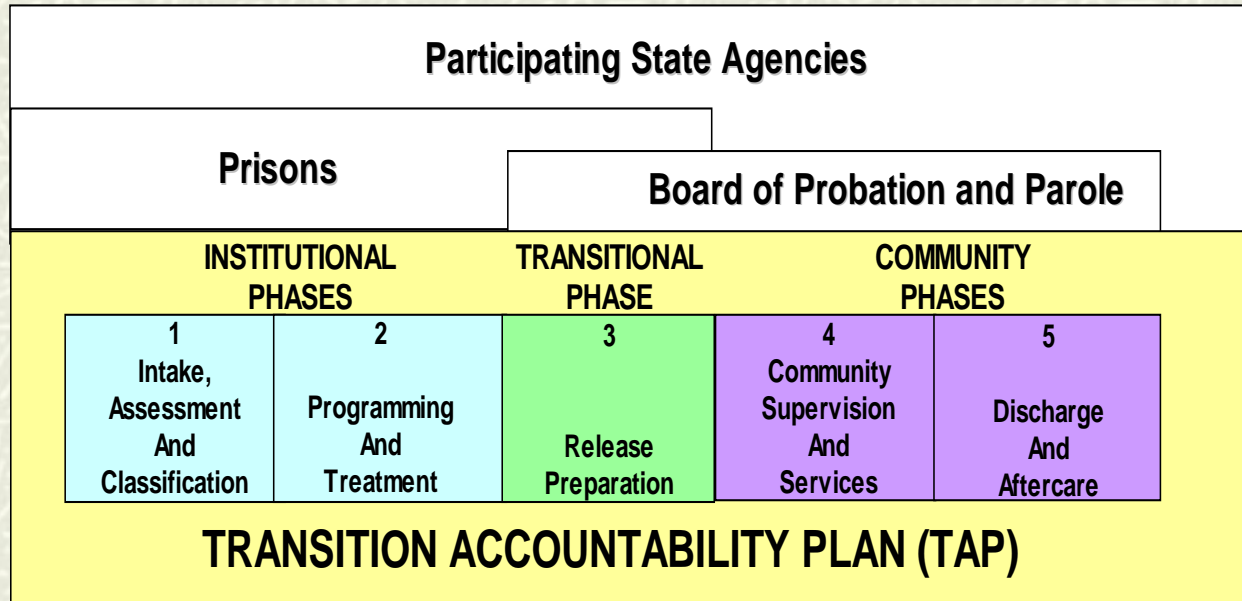 Participating State Agencies
Prisons
Board of Probation and Parole
INSTITUTIONAL
PHASES
TRANSITIONAL
PHASE
COMMUNITY
PHASES
1
Intake,
Assessment
And
Classification
2
Programming
And
Treatment
3
Release
Preparation
4
Community
Supervision
And
Services
5
Discharge
And
Aftercare
TRANSITION ACCOUNTABILITY PLAN (TAP)